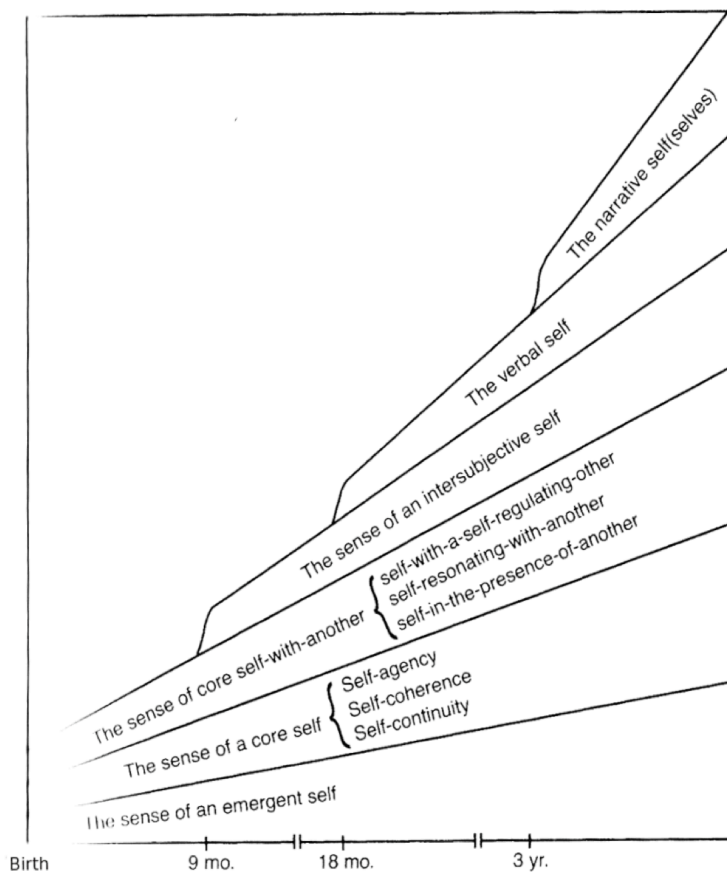 The narrative self(selves)
The verbal self
The sense of an intersubjective self
The sense of core self-with-another
self-with-a-self-regulating-other
self-resonating-with-another
self-in-the-presence-of-another
The sense of a core self
Self-agency
Self-coherence
Self-continuity
The sense of an emergent self
Birth 9 mo. 18 mo. 3 yr.